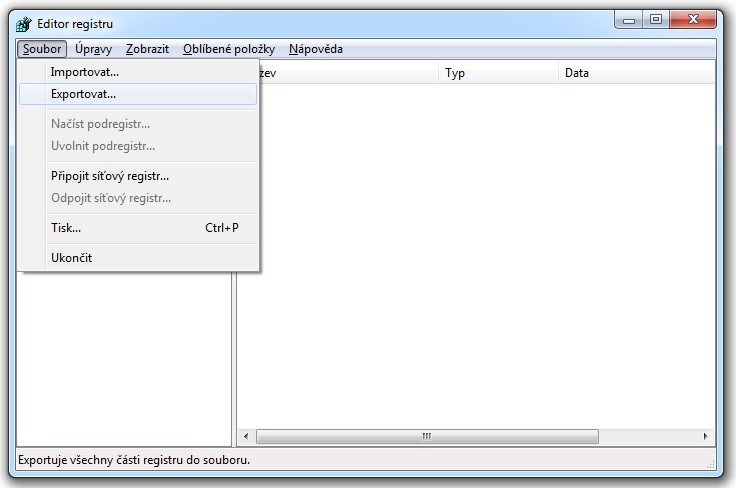 Editor registru
Soubor Úpravy Zobrazit Oblíbené položky Nápověda
Importovat...
Exportovat...
Načíst podregistr...
Uvolnit podregistr...
Připojit síťový registr...
Odpojit síťový registr...
Tisk... Ctrl+P
Ukončit
zev Typ Data
Exportuje všechny části registru do souboru.